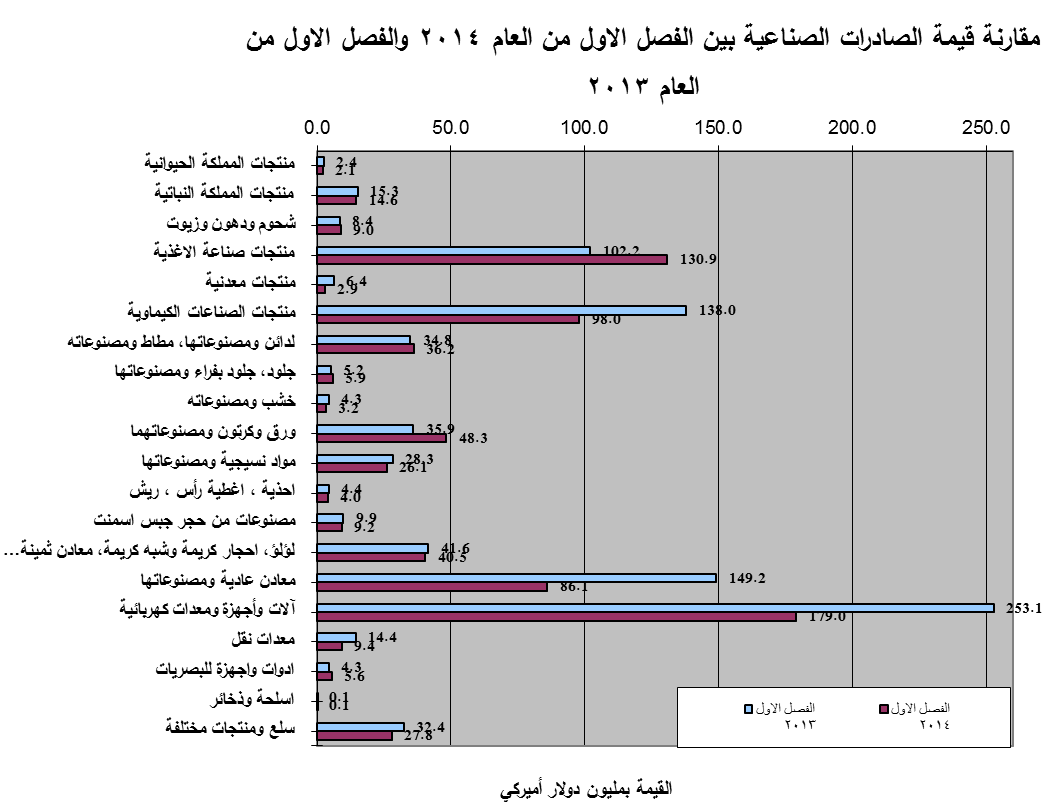 مقارنة قيمة الصادرات الصناعية بين الفصل الاول من العام ٢٠١٤ والفصل الاول من
العام ٢٠١٣
0.0 50.0 100.0 150.0 200.0 250.0
منتجات المملكة الحيوانية 2.4
2.1
منتجات المملكة النباتية 15.3
14.6
شحوم ودهون وزيوت 8.4
9.0
منتجات صناعة الاغذية 102.2
130.9
منتجات معدنية 6.4
2.9
منتجات الصناعات الكيماوية 138.0
98.0
لدائن ومصنوعاتها، مطاط ومصنوعاته 34.8
36.2
جلود، جلود بفراء ومصنوعاتها 5.2
5.9
خشب ومصنوعاته 4.3
3.2
ورق وكرتون ومصنوعاتهما 35.9
48.3
مواد نسيجية ومصنوعاتها 28.3
26.1
احذية ، اغطية رأس ، ريش 4.4
4.0
مصنوعات من حجر جبس اسمنت 9.9
9.2
لؤلؤ، احجار كريمة وشبه كريمة، معادن ثمينة... 41.6
40.5
معادن عادية ومصنوعاتها 149.2
86.1
آلات وأجهزة ومعدات كهربائية 253.1
179.0
معدات نقل 14.4
9.4
ادوات واجهزة للبصريات 4.3
5.6
اسلحة وذخائر 0.1
0.1
سلع ومنتجات مختلفة 32.4
27.8
الفصل الاول ٢٠١٣
الفصل الاول ٢٠١٤
القيمة بمليون دولار أميركي